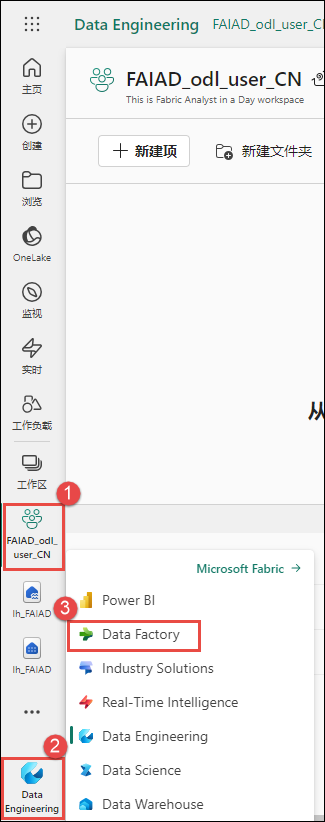 Data Engineering FAIAD_odl_user_C
FAIAD_odl_user_CN
This is Fabric Analyst in a Day workspace
新建项 新建文件夹
主页
创建
浏览
OneLake
监视
实时
工作负载
工作区
从
1
FAIAD_odl_
user_CN
lh_FAIAD
lh_FAIAD
2
Data
Engineering
Microsoft Fabric
Power BI
3
Data Factory
Industry Solutions
Real-Time Intelligence
Data Engineering
Data Science
Data Warehouse